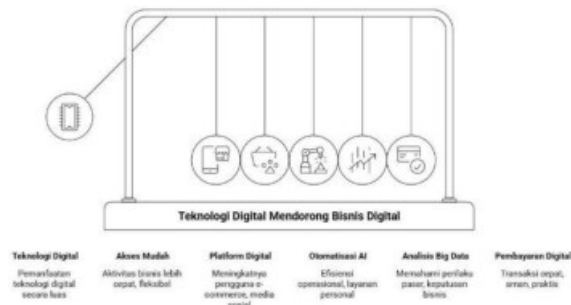 Teknologi Digital Mendorong Bisnis Digital
Teknologi Digital
Pemanfaatan
teknologi digital
secara luas
Akses Mudah
Aktivitas bisnis lebih
cepat, fleksibel
Platform Digital
Meningkatnya
pengguna e-
commerce, media
sosial
Otomatisasi AI
Efisiensi
operasional, layanan
personal
Analisis Big Data
Memahami perilaku
pasar, keputusan
bisnis
Pembayaran Digital
Transaksi cepat,
aman, praktis